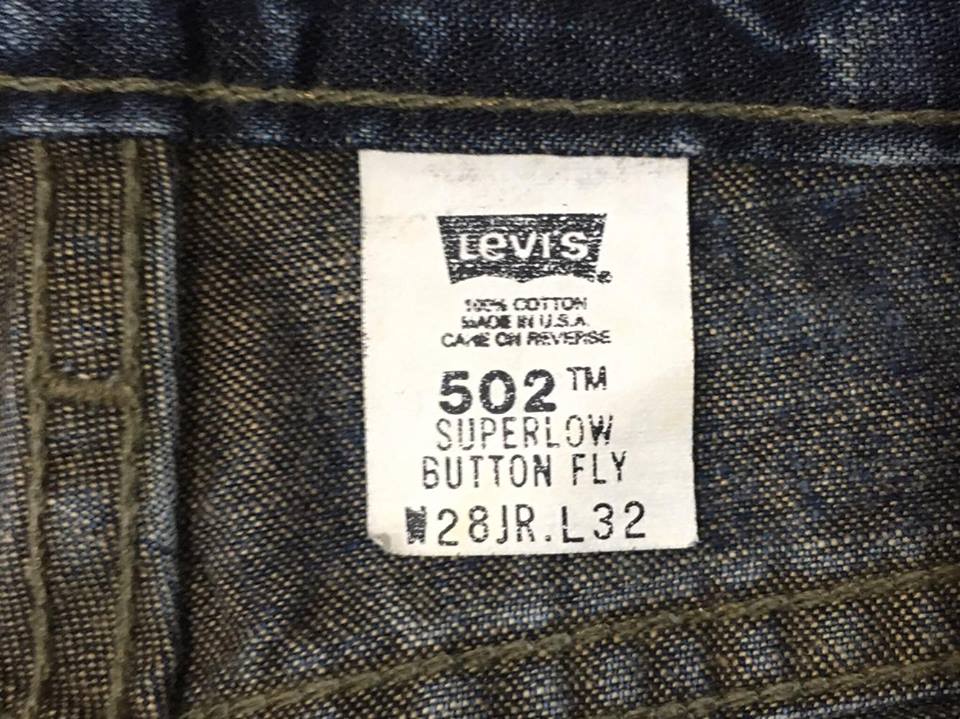 LEVI'S ®
100% COTTON
MADE IN U.S.A.
CARE ON REVERSE
502™
SUPERLOW
BUTTON FLY
W28JR.L32